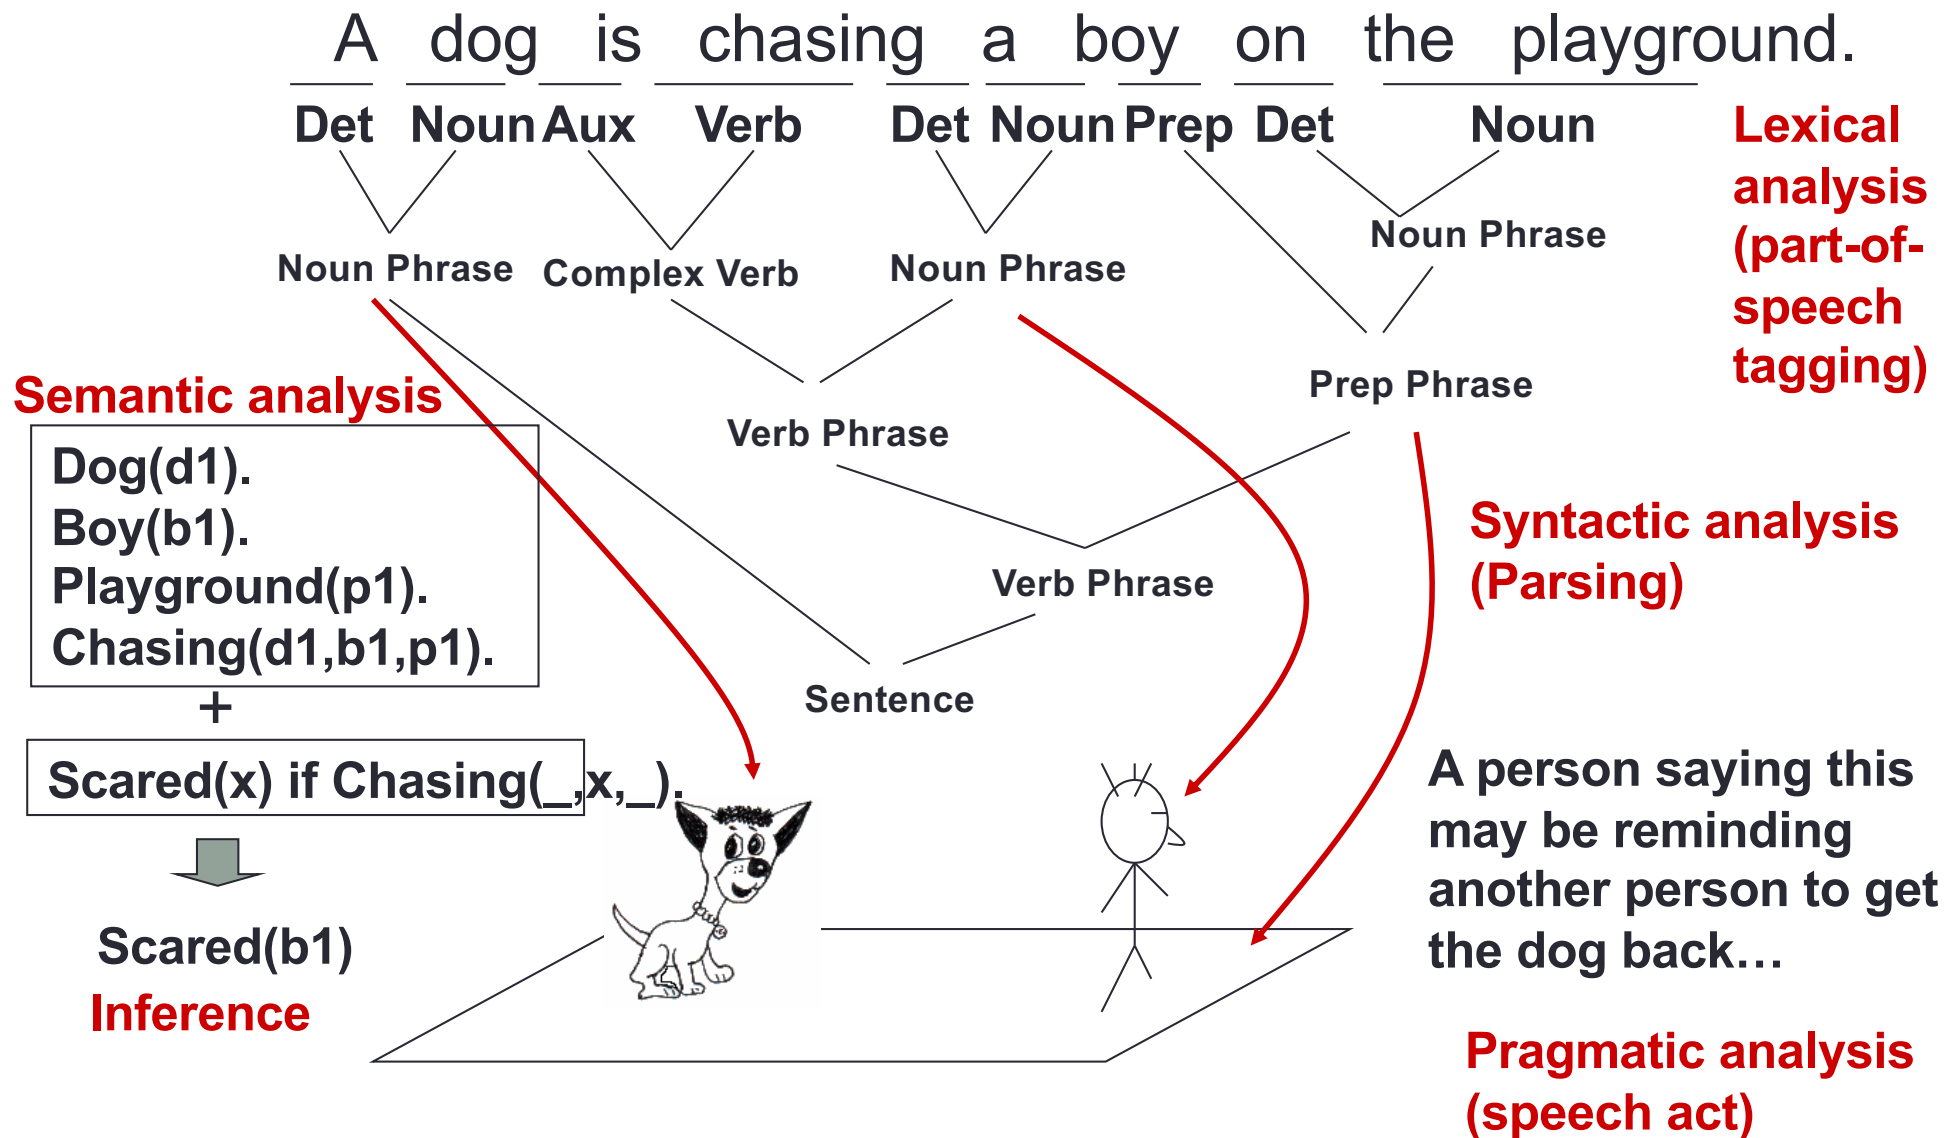 A dog is chasing a boy on the playground.
Det Noun Aux Verb Det Noun Prep Det Noun
Lexical
analysis
(part-of-
speech
tagging)
Noun Phrase
Noun Phrase Complex Verb Noun Phrase
Prep Phrase
Verb Phrase
Verb Phrase
Sentence
Syntactic analysis
(Parsing)
Semantic analysis
Dog(d1).
Boy(b1).
Playground(p1).
Chasing(d1,b1,p1).
+
Scared(x) if Chasing(_,x,_).
Scared(b1)
Inference
A person saying this
may be reminding
another person to get
the dog back…
Pragmatic analysis
(speech act)